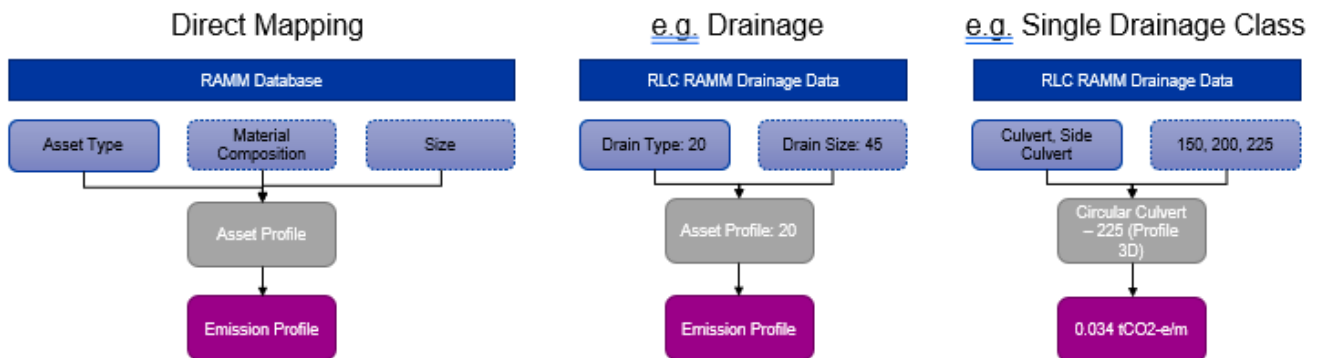 Direct Mapping
RAMM Database
Asset Type
Material
Composition
Size
Asset Profile
Emission Profile
e.g. Drainage
RLC RAMM Drainage Data
Drain Type: 20
Drain Size: 45
Asset Profile: 20
Emission Profile
e.g. Single Drainage Class
RLC RAMM Drainage Data
Culvert, Side
Culvert
150, 200, 225
Circular Culvert
– 225 (Profile
3D)
0.034 tCO2-e/m